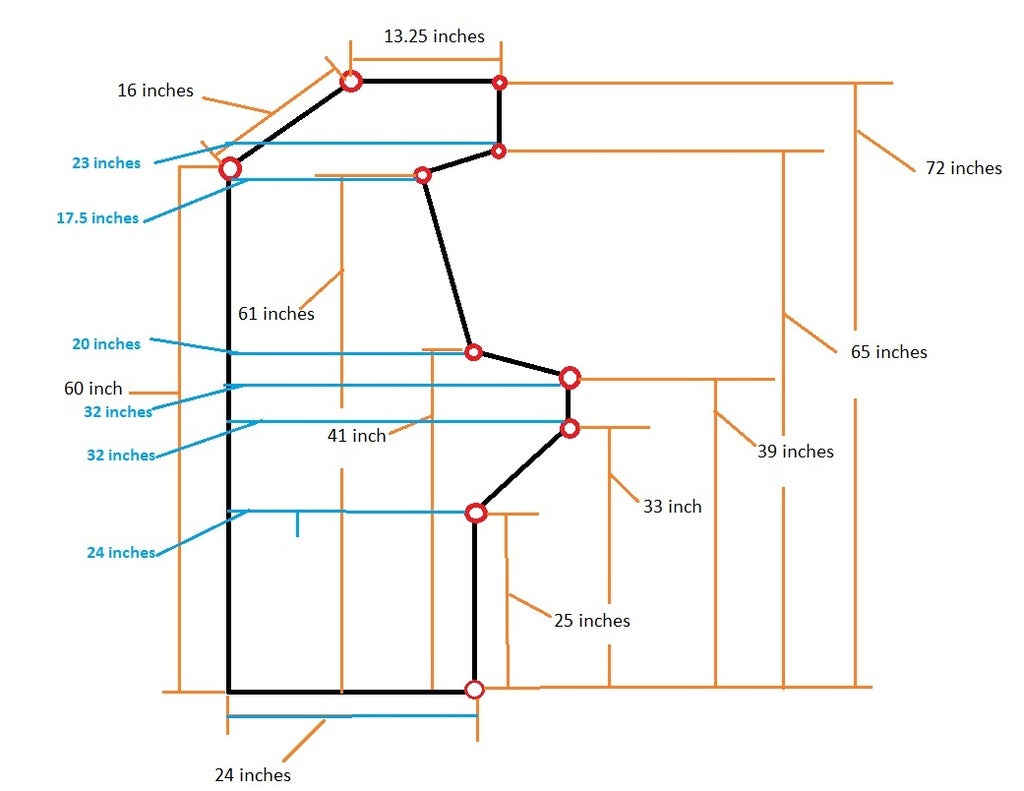 13.25 inches
16 inches
23 inches
72 inches
17.5 inches
61 inches
20 inches
65 inches
60 inch
32 inches
41 inch
32 inches
39 inches
33 inch
24 inches
25 inches
24 inches